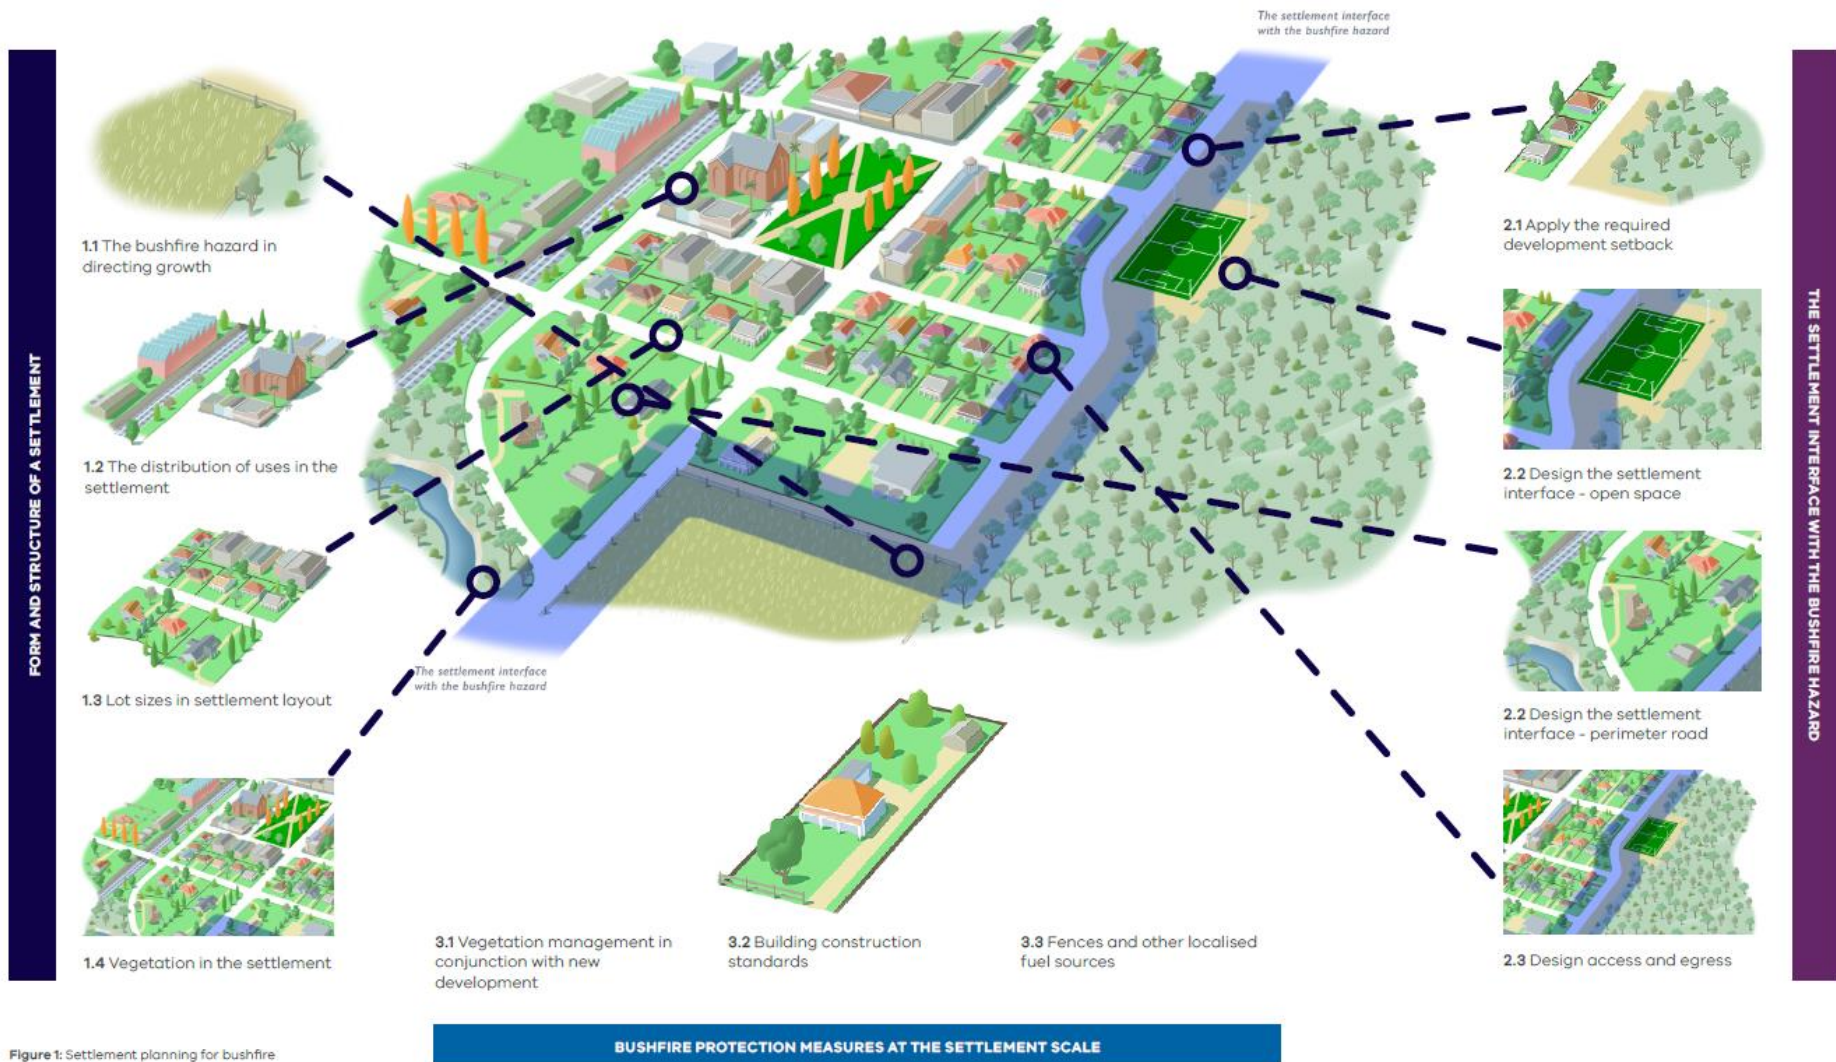 The settlement interface
with the bushfire hazard
FORM AND STRUCTURE OF A SETTLEMENT
1.1 The bushfire hazard in
directing growth
1.2 The distribution of uses in the
settlement
1.3 Lot sizes in settlement layout
1.4 Vegetation in the settlement
The settlement interface
with the bushfire hazard
2.1 Apply the required
development setback
2.2 Design the settlement
interface - open space
2.2 Design the settlement
interface - perimeter road
2.3 Design access and egress
THE SETTLEMENT INTERFACE WITH THE BUSHFIRE HAZARD
3.1 Vegetation management in
conjunction with new
development
3.2 Building construction
standards
3.3 Fences and other localised
fuel sources
BUSHFIRE PROTECTION MEASURES AT THE SETTLEMENT SCALE
Figure 1: Settlement planning for bushfire